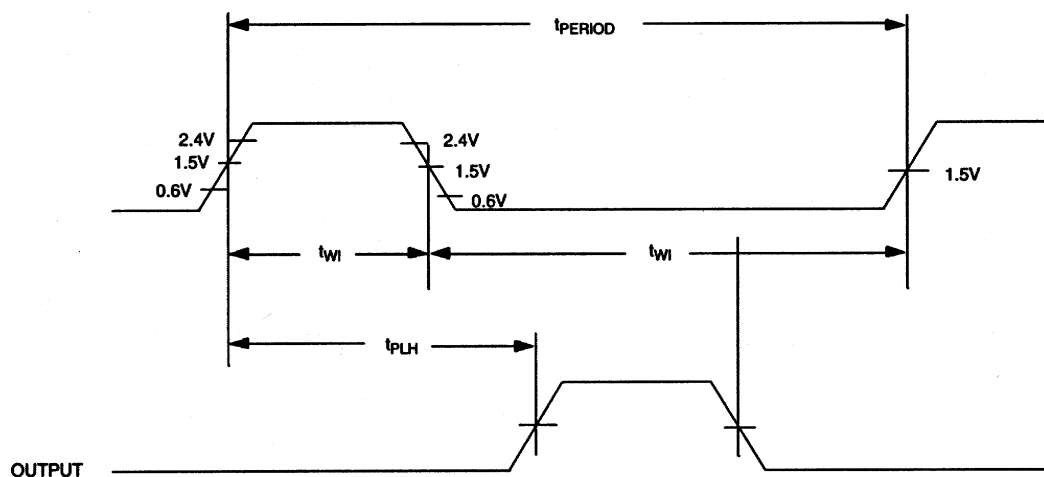 tPERIOD
2.4V
2.4V
1.5V
1.5V
1.5V
0.6V
0.6V
tWI
tWI
tPLH
OUTPUT